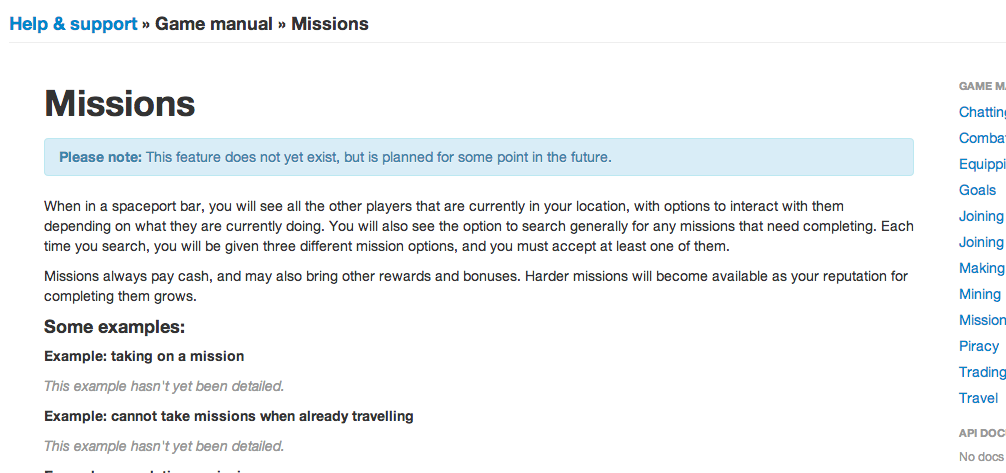 Help & support » Game manual » Missions
Missions
Please note: This feature does not yet exist, but is planned for some point in the future.
When in a spaceport bar, you will see all the other players that are currently in your location, with options to interact with them
depending on what they are currently doing. You will also see the option to search generally for any missions that need completing. Each
time you search, you will be given three different mission options, and you must accept at least one of them.
Missions always pay cash, and may also bring other rewards and bonuses. Harder missions will become available as your reputation for
completing them grows.
Some examples:
Example: taking on a mission
This example hasn't yet been detailed.
Example: cannot take missions when already travelling
This example hasn't yet been detailed.
GAME MA
Chatting
Combat
Equippi
Goals
Joining
Joining
Making
Mining
Mission
Piracy
Trading
Travel
API DOC
No docs